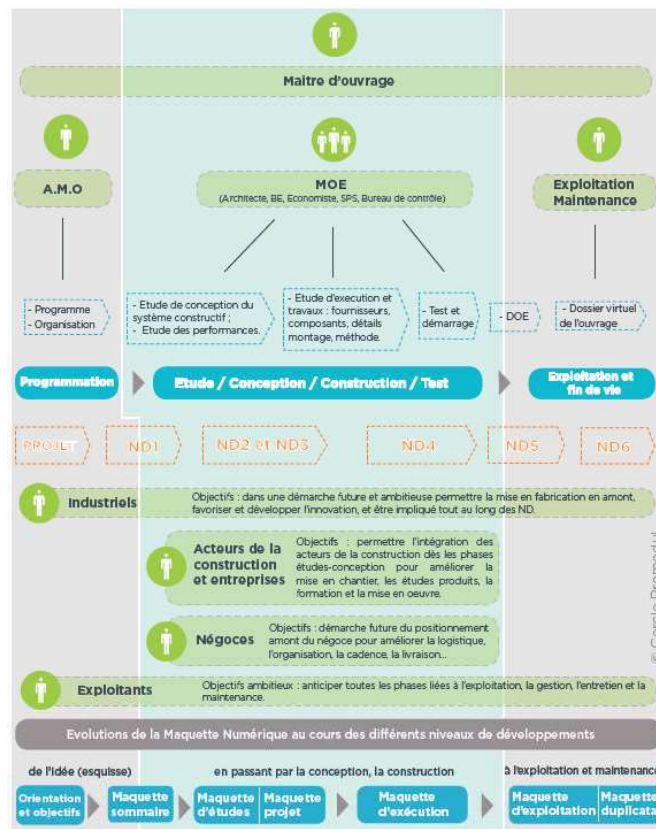 Maitre d'ouvrage
A.M.O
MOE
(Architecte, BE, Economiste, SPS, Bureau de contrôle)
Exploitation
Maintenance
- Programme
- Organisation
- Etude de conception du
système constructif ;
- Etude des performances.
- Etude d'execution et
travaux : fournisseurs,
composants, détails
montage, méthode.
- Test et
démarrage
- DOE
- Dossier virtuel
de l'ouvrage
Programmation
Etude / Conception / Construction / Test
Exploitation et
fin de vie
PROJET
ND1
ND2 et ND3
ND4
ND5
ND6
Industriels
Objectifs : dans une démarche future et ambitieuse permettre la mise en fabrication en amont,
favoriser et développer l'innovation, et être impliqué tout au long des ND.
Acteurs de la
construction
et entreprises
Objectifs : permettre l'intégration des
acteurs de la construction dès les phases
études-conception pour améliorer la
mise en chantier, les études produits, la
formation et la mise en oeuvre.
Négoces
Objectifs : démarche future du positionnement
amont du négoce pour améliorer la logistique,
l'organisation, la cadence, la livraison...
Exploitants
Objectifs ambitieux : anticiper toutes les phases liées à l'exploitation, la gestion, l'entretien et la
maintenance.
© Cercle Promodul
Evolutions de la Maquette Numérique au cours des différents niveaux de développements
de l'idée (esquisse)
en passant par la conception, la construction
à l'exploitation et maintenance
Orientation
et objectifs
Maquette
sommaire
Maquette
d'études
Maquette
projet
Maquette
d'exécution
Maquette
d'exploitation
Maquette
duplicata